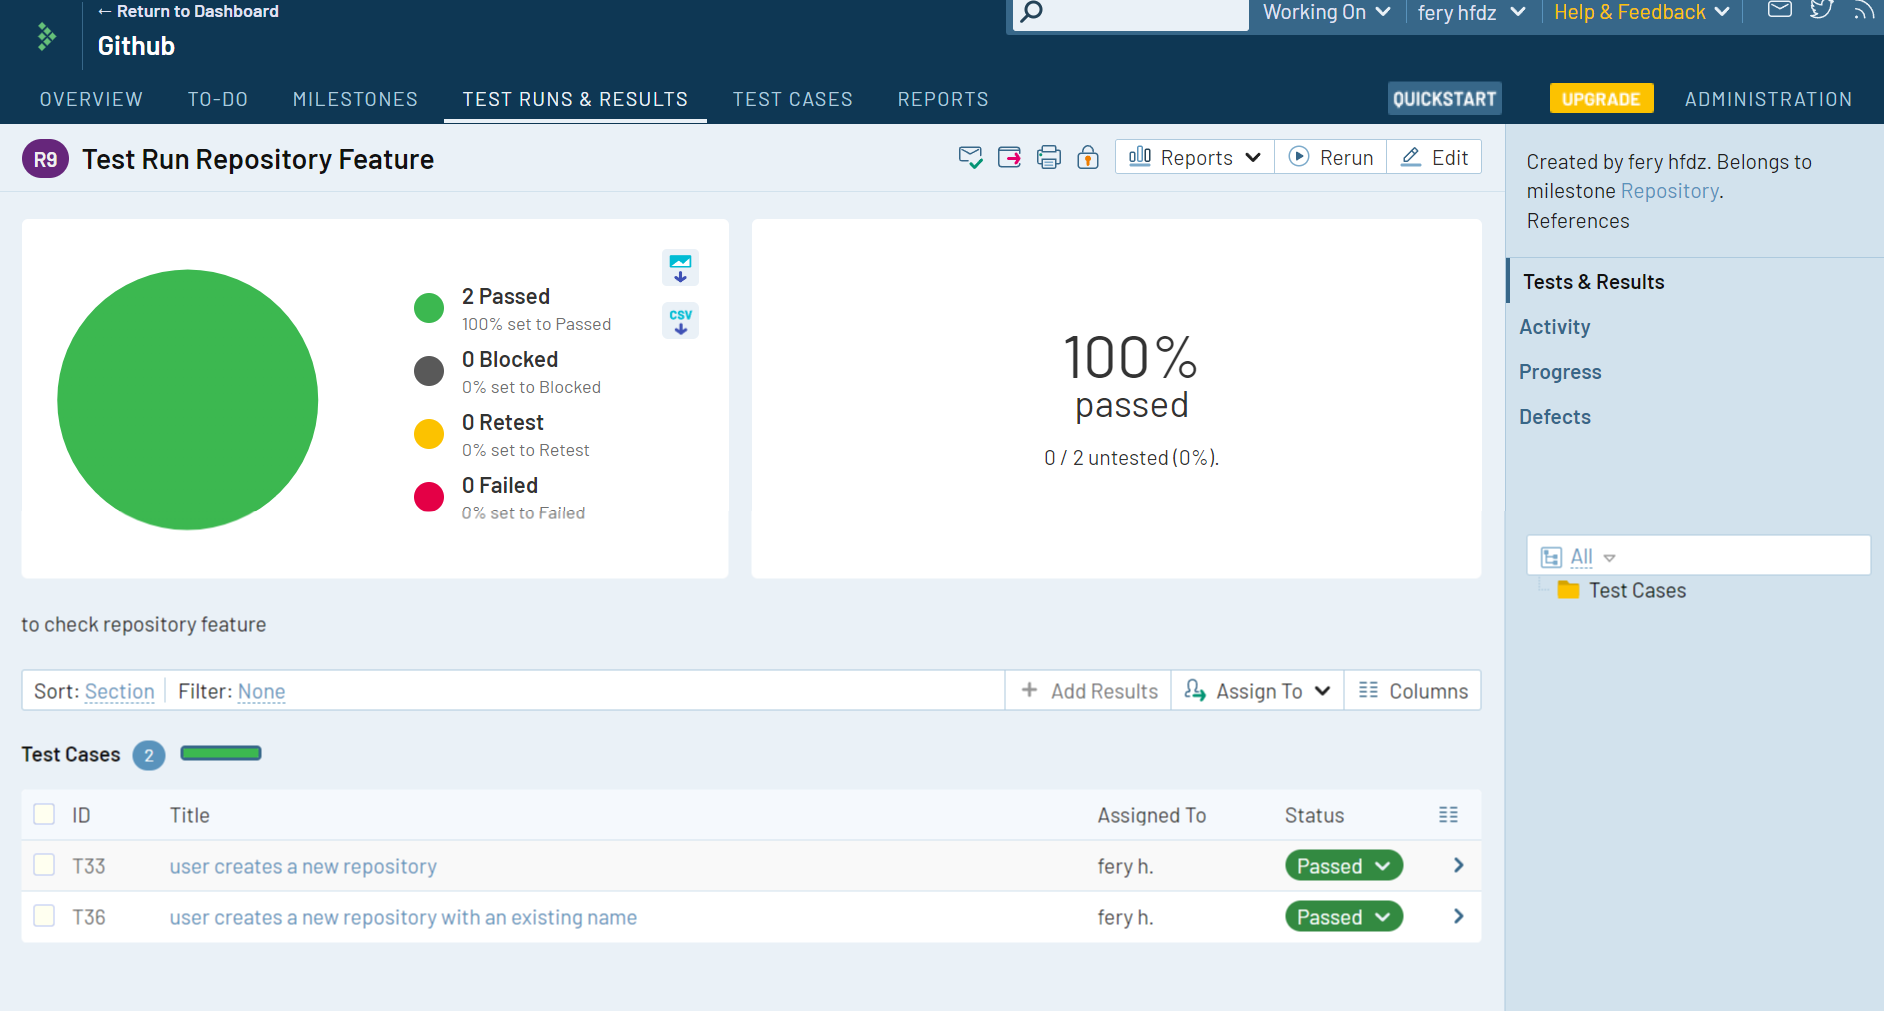 ← Return to Dashboard
Github
Working On
fery hfdz
Help & Feedback
OVERVIEW
TO-DO
MILESTONES
TEST RUNS & RESULTS
TEST CASES
REPORTS
QUICKSTART
UPGRADE
ADMINISTRATION
R9
Test Run Repository Feature
Reports
Rerun
Edit
2 Passed
100% set to Passed
0 Blocked
0% set to Blocked
0 Retest
0% set to Retest
0 Failed
0% set to Failed
CSV
100%
passed
0 / 2 untested (0%).
Created by fery hfdz. Belongs to
milestone Repository.
References
Tests & Results
Activity
Progress
Defects
All
Test Cases
to check repository feature
Sort: Section
Filter: None
+ Add Results
Assign To
Columns
Test Cases 2
ID Title Assigned To Status
T33 user creates a new repository fery h. Passed
T36 user creates a new repository with an existing name fery h. Passed